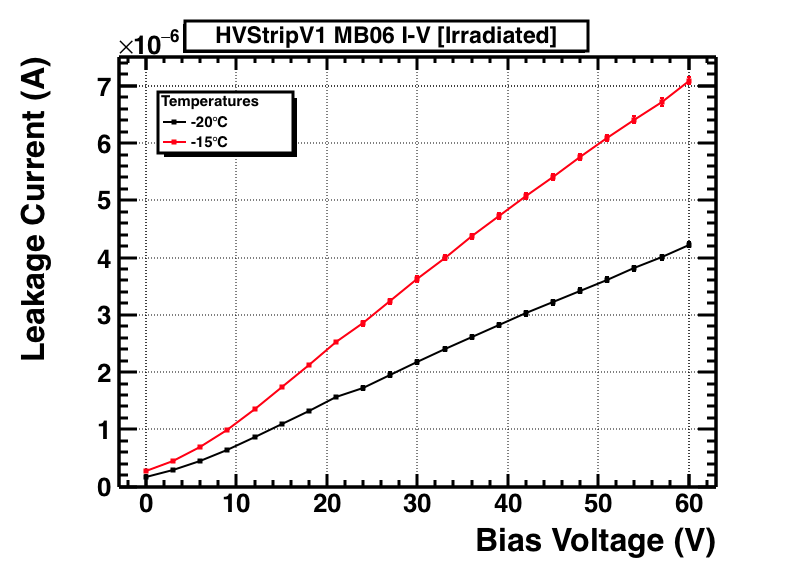 HVStripV1 MB06 I-V [Irradiated]
×10⁻⁶
Leakage Current (A)
Temperatures
-20°C
-15°C
7
6
5
4
3
2
1
0
0 10 20 30 40 50 60
Bias Voltage (V)